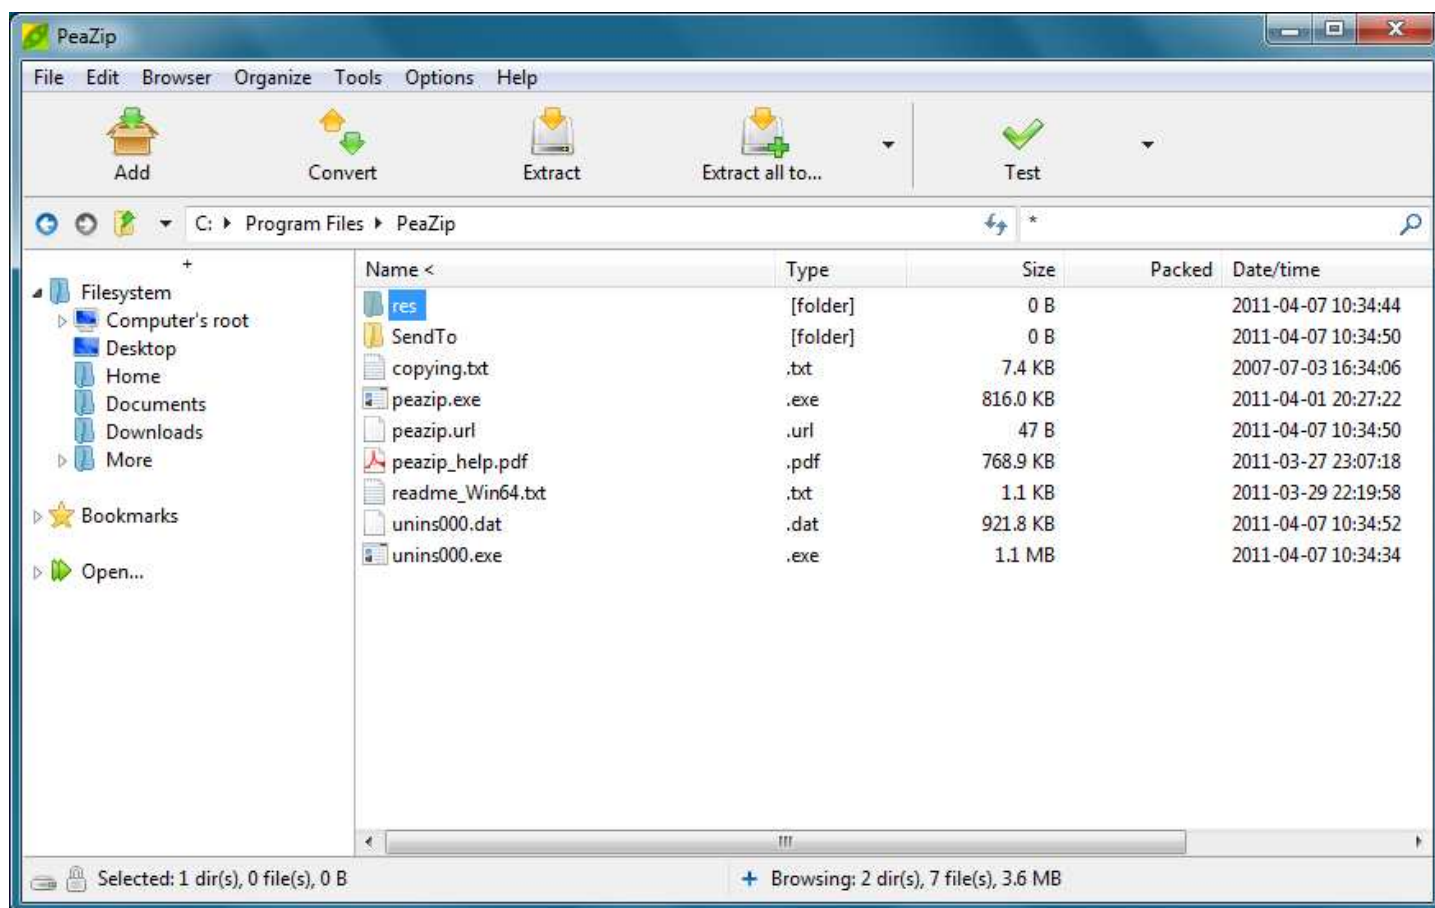 PeaZip
File Edit Browser Organize Tools Options Help
Add Convert Extract Extract all to... Test
C: Program Files PeaZip *
+
Filesystem
Computer's root
Desktop
Home
Documents
Downloads
More
Bookmarks
Open...
Name < Type Size Packed Date/time
res [folder] 0 B 2011-04-07 10:34:44
SendTo [folder] 0 B 2011-04-07 10:34:50
copying.txt .txt 7.4 KB 2007-07-03 16:34:06
peazip.exe .exe 816.0 KB 2011-04-01 20:27:22
peazip.url .url 47 B 2011-04-07 10:34:50
peazip_help.pdf .pdf 768.9 KB 2011-03-27 23:07:18
readme_Win64.txt .txt 1.1 KB 2011-03-29 22:19:58
unins000.dat .dat 921.8 KB 2011-04-07 10:34:52
unins000.exe .exe 1.1 MB 2011-04-07 10:34:34
Selected: 1 dir(s), 0 file(s), 0 B + Browsing: 2 dir(s), 7 file(s), 3.6 MB